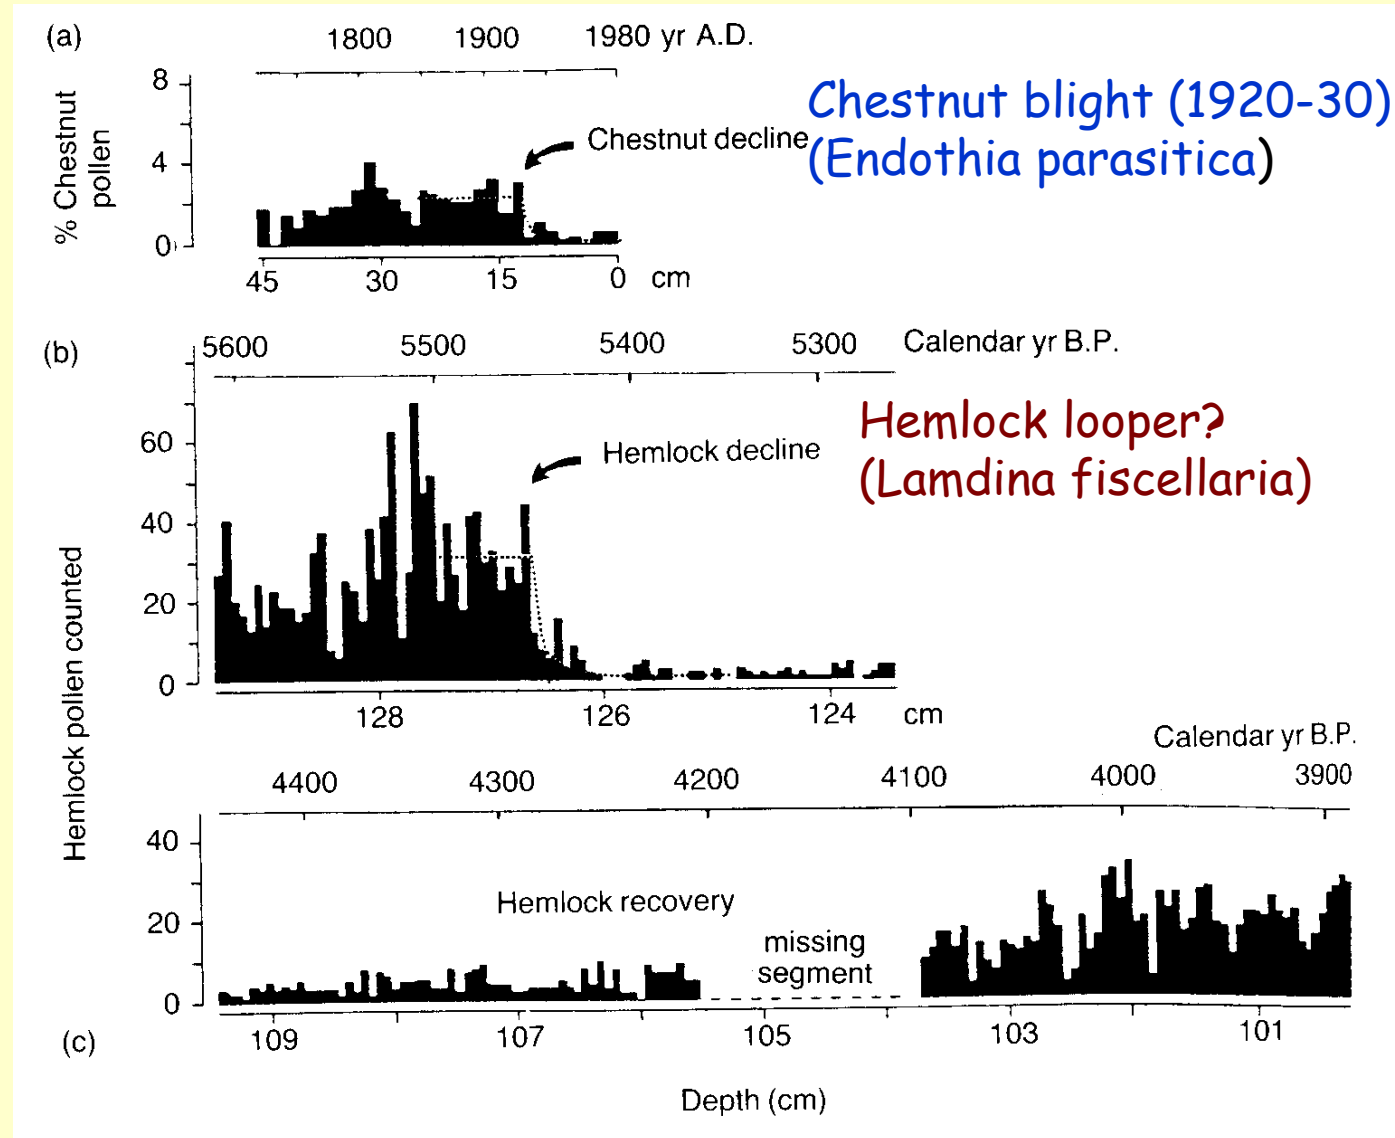 (a)
1800 1900 1980 yr A.D.
8
4
0
% Chestnut
pollen
Chestnut decline
Chestnut blight (1920-30)
(Endothia parasitica)
45 30 15 0 cm
(b)
5600 5500 5400 5300 Calendar yr B.P.
60
40
20
0
Hemlock decline
Hemlock looper?
(Lamdina fiscellaria)
128 126 124 cm
Hemlock pollen counted
Calendar yr B.P.
4400 4300 4200 4100 4000 3900
40
20
0
Hemlock recovery
missing
segment
(c)
109 107 105 103 101
Depth (cm)